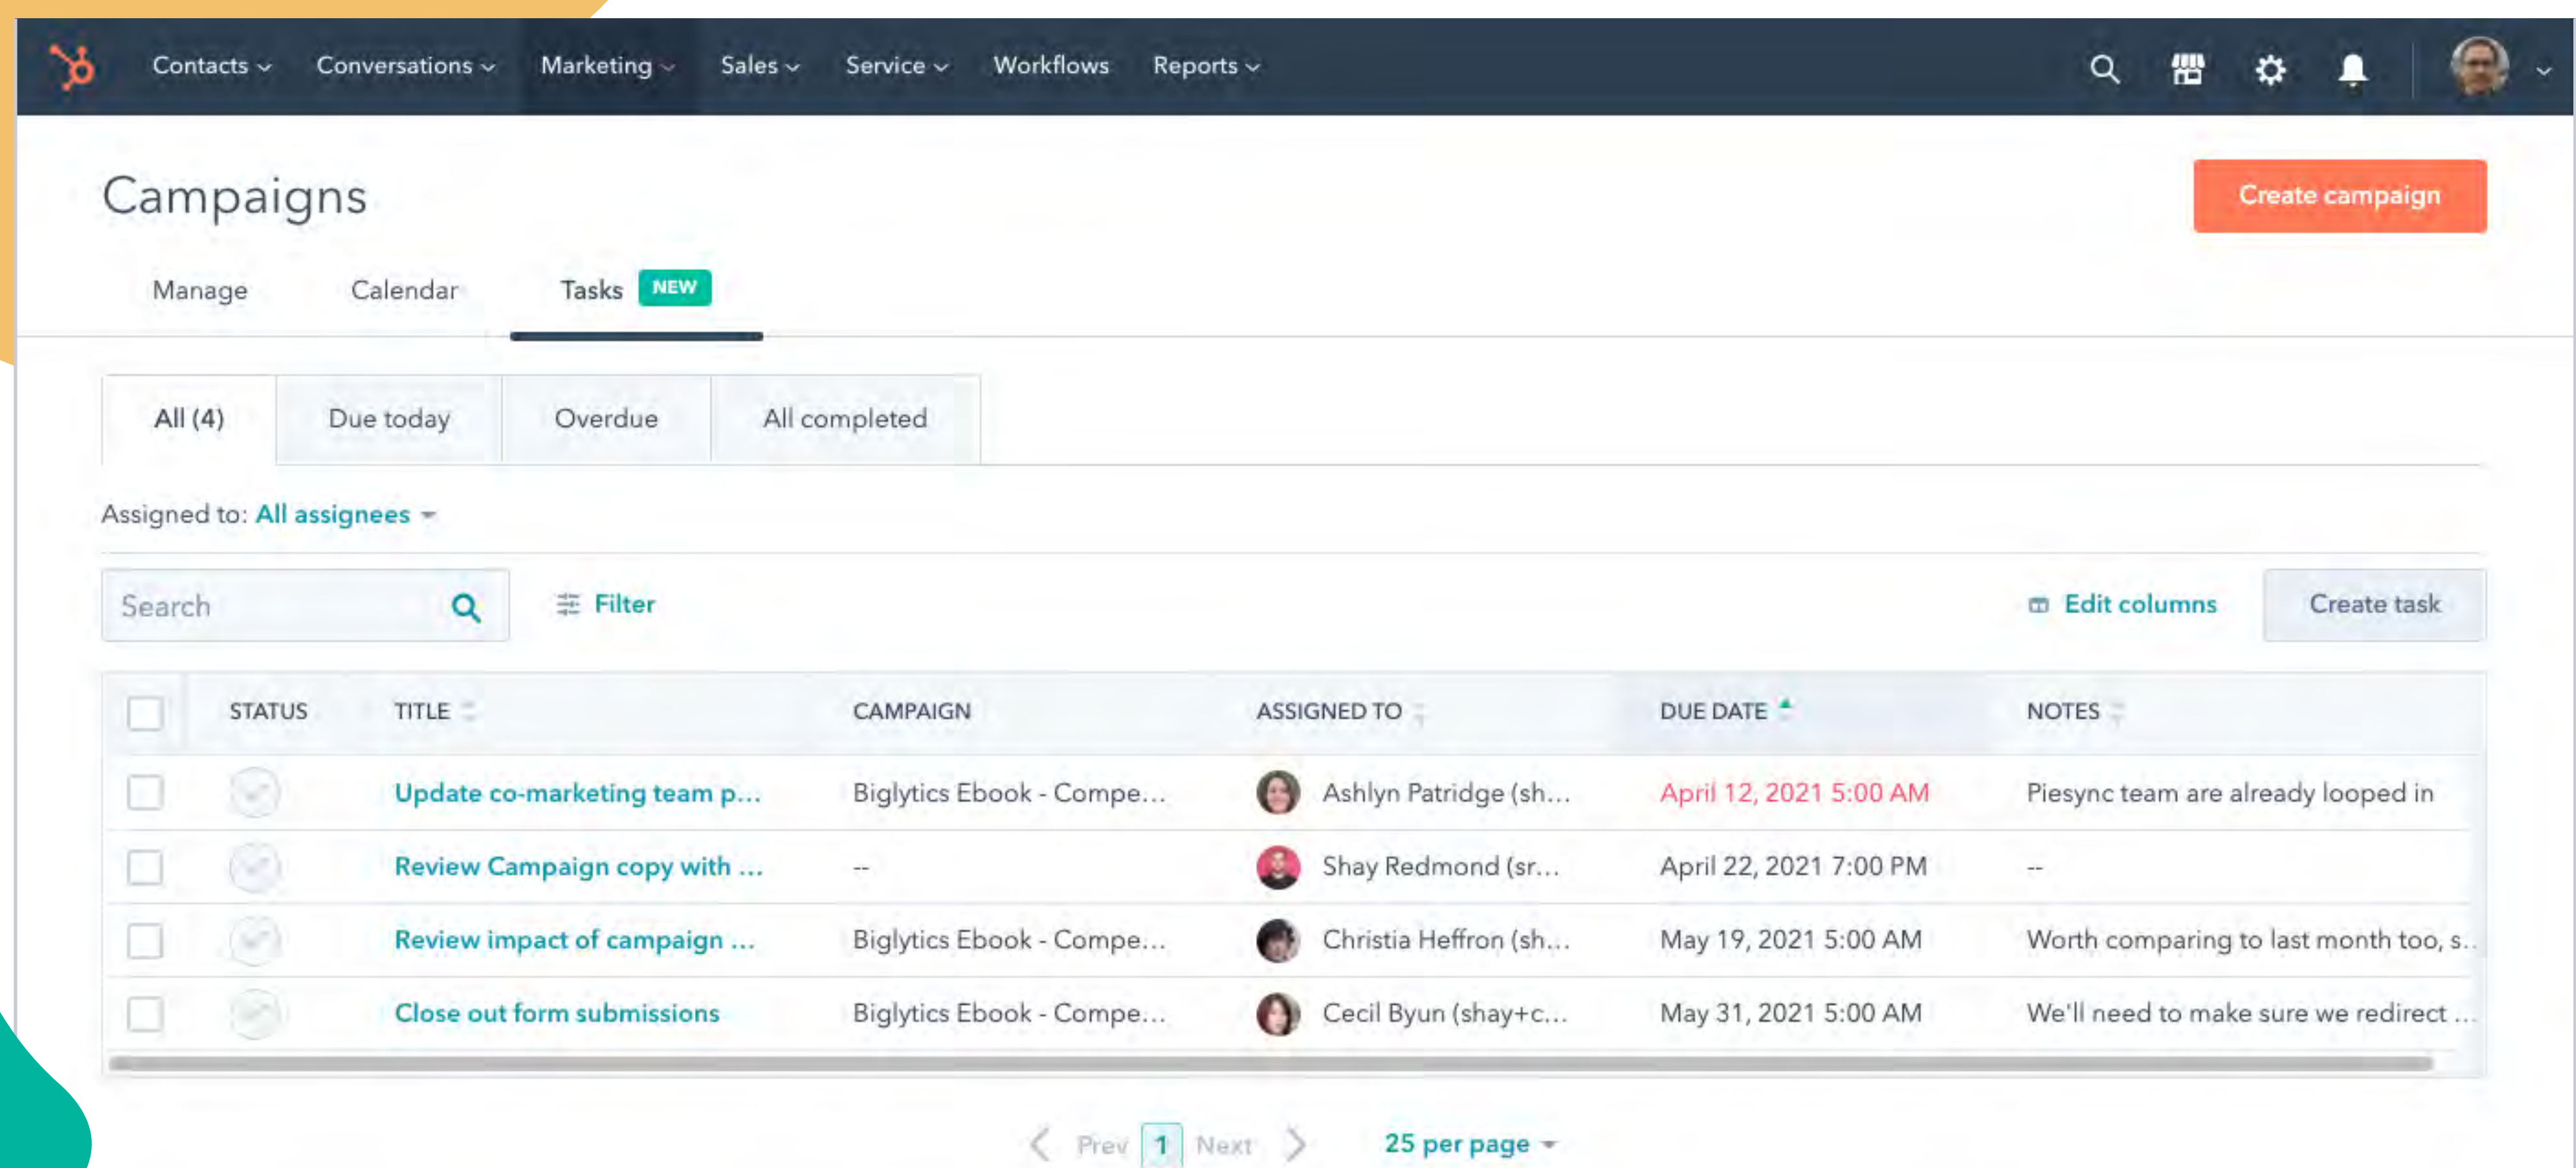 Contacts Conversations Marketing Sales Service Workflows Reports
Campaigns
Create campaign
Manage Calendar Tasks NEW
All (4) Due today Overdue All completed
Assigned to: All assignees
Search Filter Edit columns Create task
STATUS TITLE CAMPAIGN ASSIGNED TO DUE DATE NOTES
Update co-marketing team p... Biglytics Ebook - Compe... Ashlyn Patridge (sh... April 12, 2021 5:00 AM Piesync team are already looped in
Review Campaign copy with ... -- Shay Redmond (sr... April 22, 2021 7:00 PM --
Review impact of campaign ... Biglytics Ebook - Compe... Christia Heffron (sh... May 19, 2021 5:00 AM Worth comparing to last month too, s..
Close out form submissions Biglytics Ebook - Compe... Cecil Byun (shay+c... May 31, 2021 5:00 AM We'll need to make sure we redirect ...
Prev 1 Next 25 per page